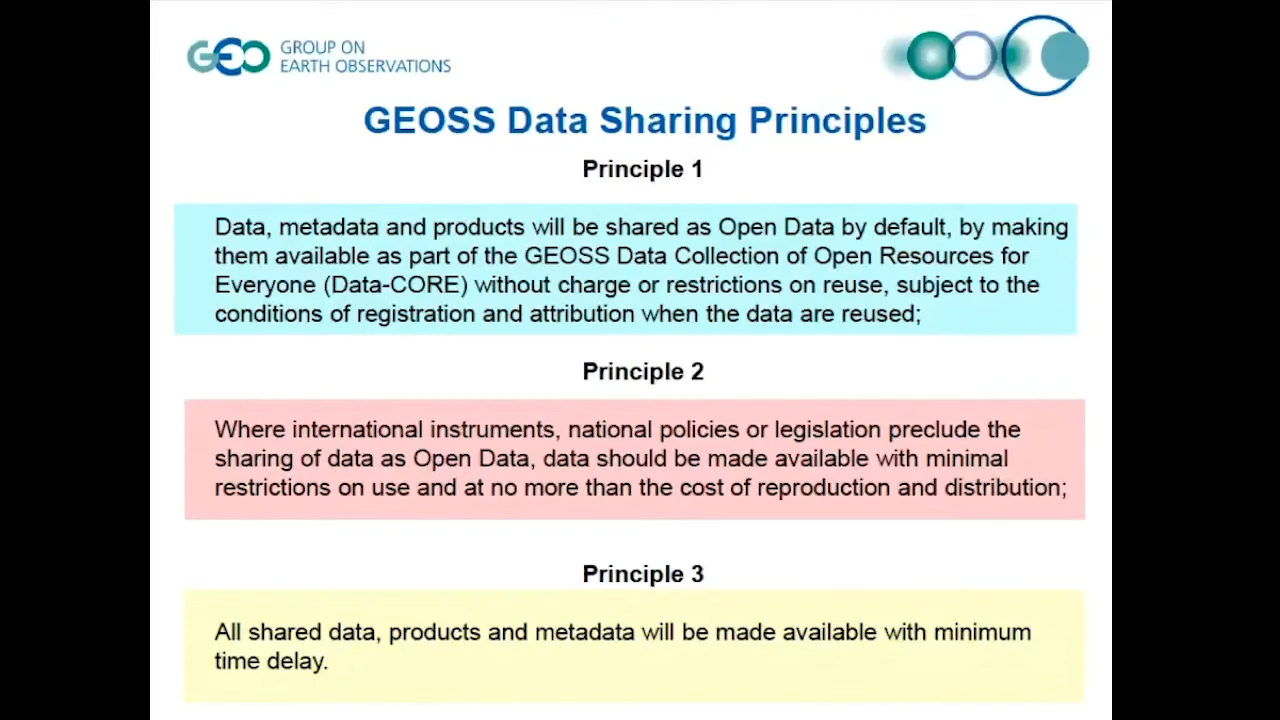 GEO GROUP ON
EARTH OBSERVATIONS
GEOSS Data Sharing Principles
Principle 1
Data, metadata and products will be shared as Open Data by default, by making
them available as part of the GEOSS Data Collection of Open Resources for
Everyone (Data-CORE) without charge or restrictions on reuse, subject to the
conditions of registration and attribution when the data are reused;
Principle 2
Where international instruments, national policies or legislation preclude the
sharing of data as Open Data, data should be made available with minimal
restrictions on use and at no more than the cost of reproduction and distribution;
Principle 3
All shared data, products and metadata will be made available with minimum
time delay.